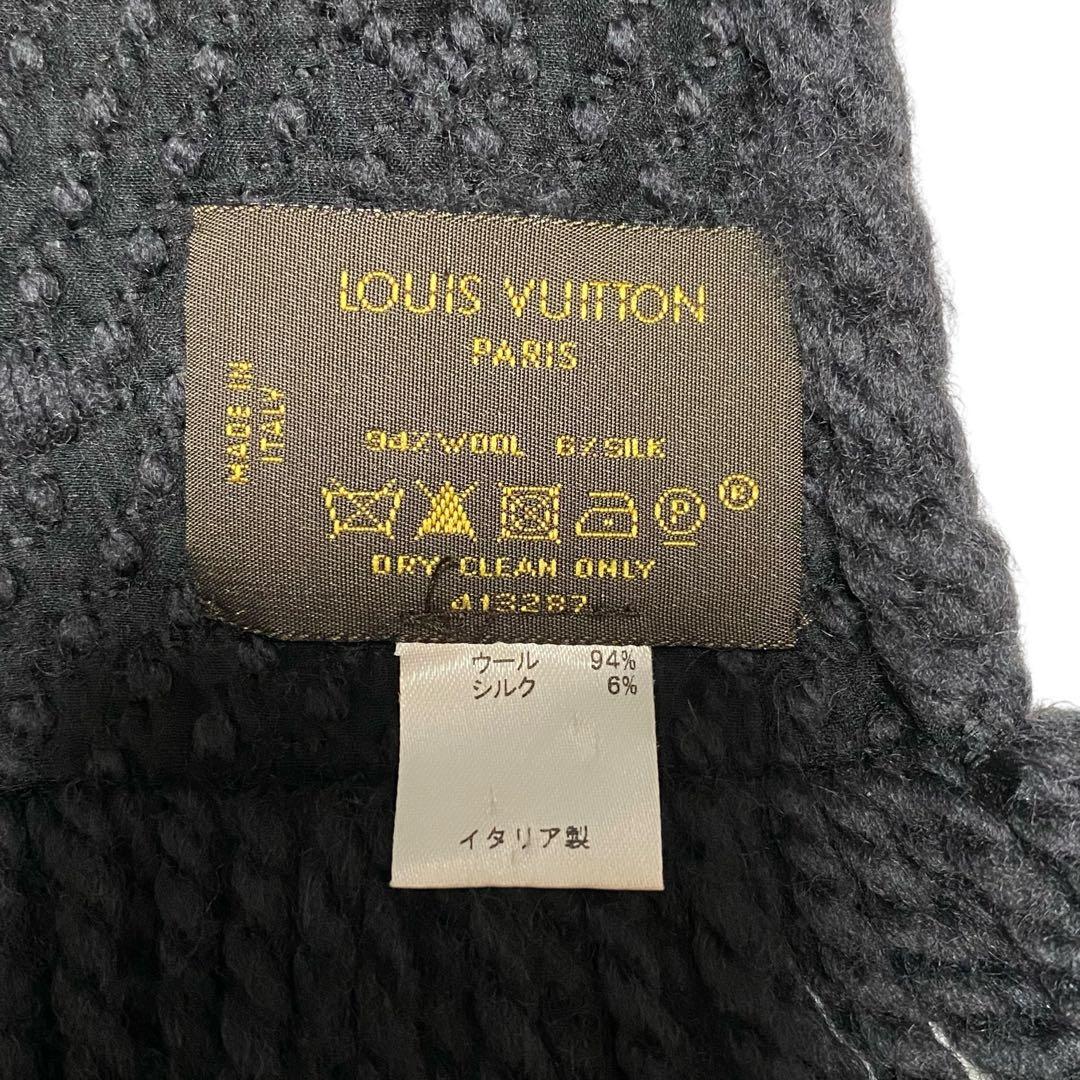 LOUIS VUITTON
PARIS
MADE IN
ITALY
94% WOOL 6% SILK
P
®
DRY CLEAN ONLY
413287
ウール 94%
シルク 6%
イタリア製